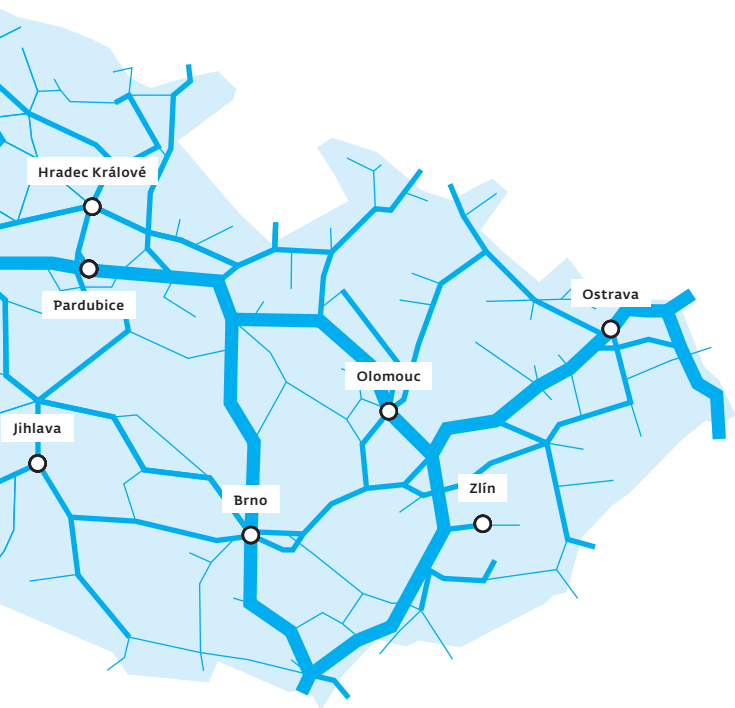 Hradec Králové
Pardubice
Ostrava
Olomouc
Jihlava
Zlín
Brno